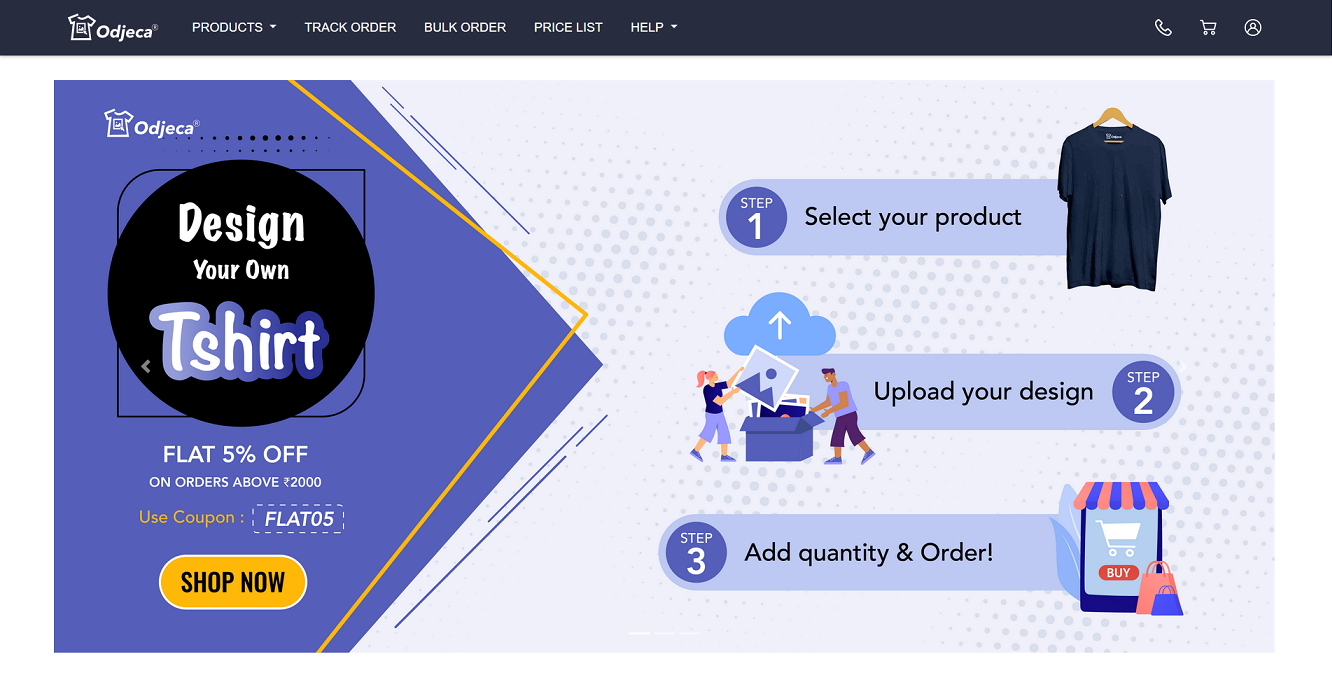 Odjeca®
PRODUCTS
TRACK ORDER
BULK ORDER
PRICE LIST
HELP
Odjeca®
Design
Your Own
Tshirt
FLAT 5% OFF
ON ORDERS ABOVE ₹2000
Use Coupon : FLAT05
SHOP NOW
STEP
1
Select your product
Odjeca
Upload your design
STEP
2
STEP
3
Add quantity & Order!
BUY